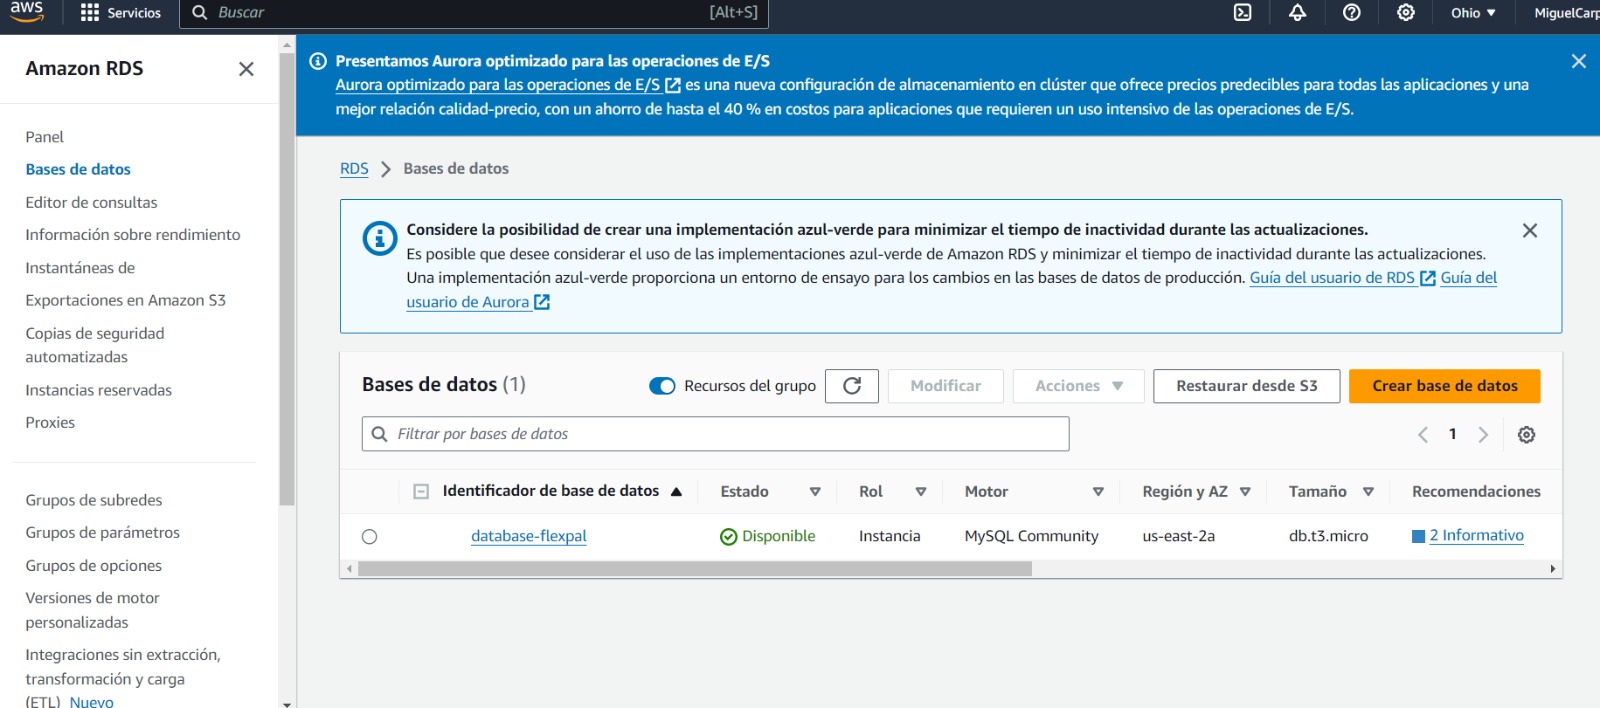 aws
Servicios
Buscar
[Alt+S]
Ohio
MiguelCarp
Amazon RDS
Panel
Bases de datos
Editor de consultas
Información sobre rendimiento
Instantáneas de
Exportaciones en Amazon S3
Copias de seguridad
automatizadas
Instancias reservadas
Proxies
Grupos de subredes
Grupos de parámetros
Grupos de opciones
Versiones de motor
personalizadas
Integraciones sin extracción,
transformación y carga
(ETL) Nuevo
Presentamos Aurora optimizado para las operaciones de E/S
Aurora optimizado para las operaciones de E/S es una nueva configuración de almacenamiento en clúster que ofrece precios predecibles para todas las aplicaciones y una
mejor relación calidad-precio, con un ahorro de hasta el 40 % en costos para aplicaciones que requieren un uso intensivo de las operaciones de E/S.
RDS > Bases de datos
Considere la posibilidad de crear una implementación azul-verde para minimizar el tiempo de inactividad durante las actualizaciones.
Es posible que desee considerar el uso de las implementaciones azul-verde de Amazon RDS y minimizar el tiempo de inactividad durante las actualizaciones.
Una implementación azul-verde proporciona un entorno de ensayo para los cambios en las bases de datos de producción. Guía del usuario de RDS Guía del
usuario de Aurora
Bases de datos (1)
Recursos del grupo
Modificar
Acciones
Restaurar desde S3
Crear base de datos
Filtrar por bases de datos
1
Identificador de base de datos Estado Rol Motor Región y AZ Tamaño Recomendaciones
database-flexpal Disponible Instancia MySQL Community us-east-2a db.t3.micro 2 Informativo